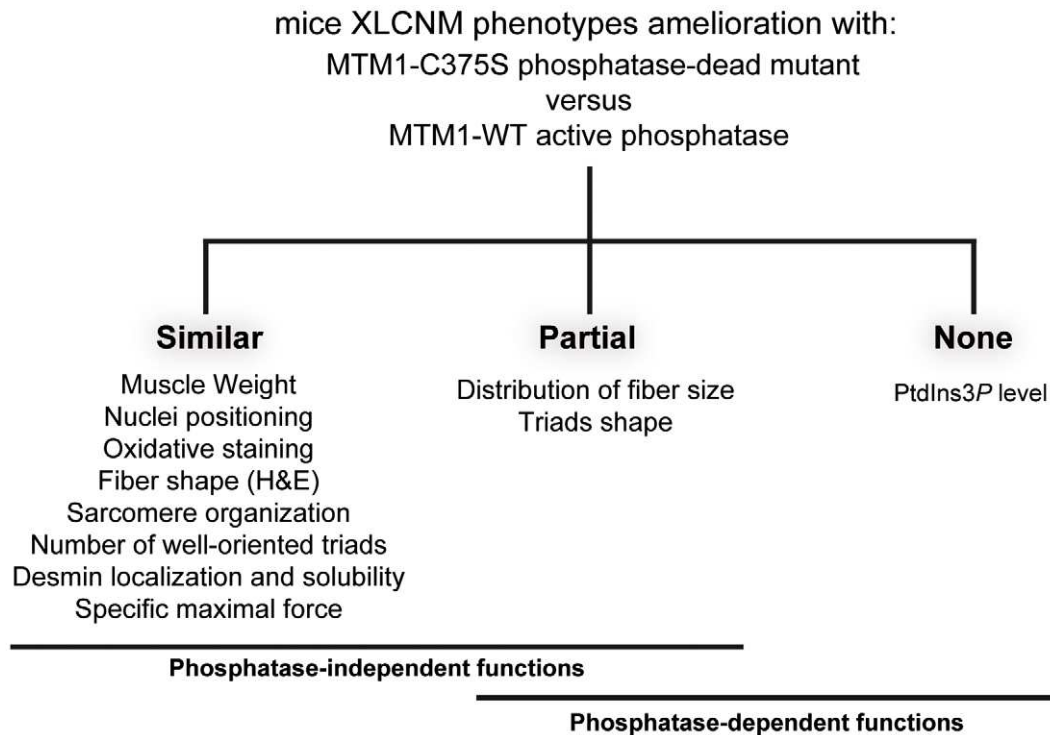 mice XLCNM phenotypes amelioration with:
MTM1-C375S phosphatase-dead mutant
versus
MTM1-WT active phosphatase
Similar
Muscle Weight
Nuclei positioning
Oxidative staining
Fiber shape (H&E)
Sarcomere organization
Number of well-oriented triads
Desmin localization and solubility
Specific maximal force
Partial
Distribution of fiber size
Triads shape
None
PtdIns3P level
Phosphatase-independent functions
Phosphatase-dependent functions